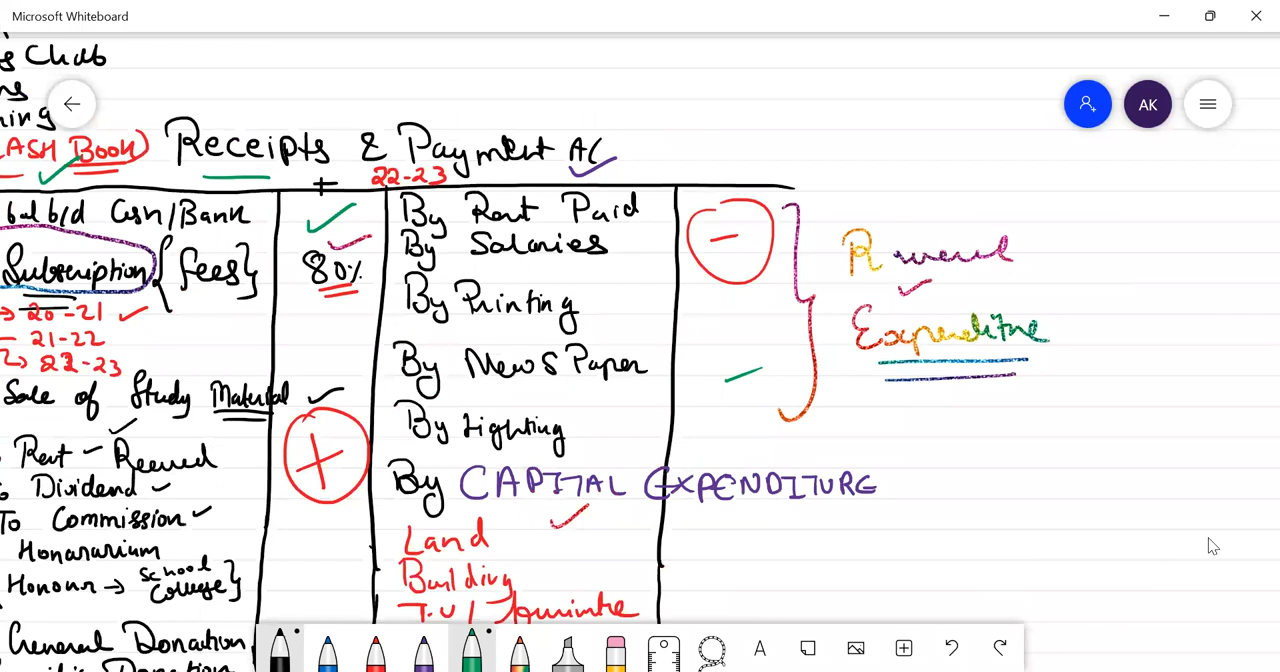 Microsoft Whiteboard
s Club
AK
(CASH Book) Receipts & Payment A/C
22-23
bal b/d Cash/Bank
Subscription {fees}
80%
20-21
21-22
22-23
Sale of Study Material
Rent - Received
Dividend
To Commission
Honararium
Honour → School College}
General Donation
Donation
+
By Rent Paid
By Salaries
By Printing
By News Paper
By Lighting
By CAPITAL EXPENDITURE
Land
Building
T.V/
-
Revenue
Expenditure